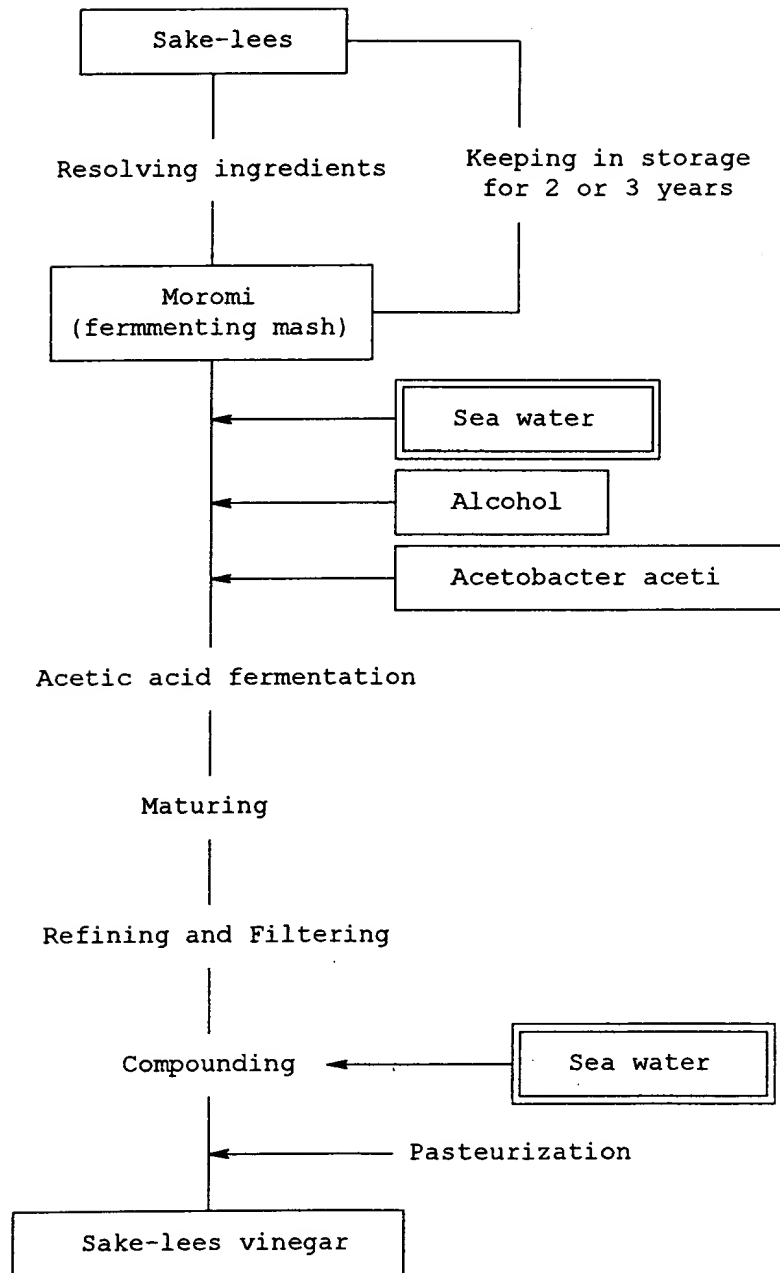 Sake-lees
Resolving ingredients
Keeping in storage
for 2 or 3 years
Moromi
(fermmenting mash)
Sea water
Alcohol
Acetobacter aceti
Acetic acid fermentation
Maturing
Refining and Filtering
Compounding
Sea water
Pasteurization
Sake-lees vinegar